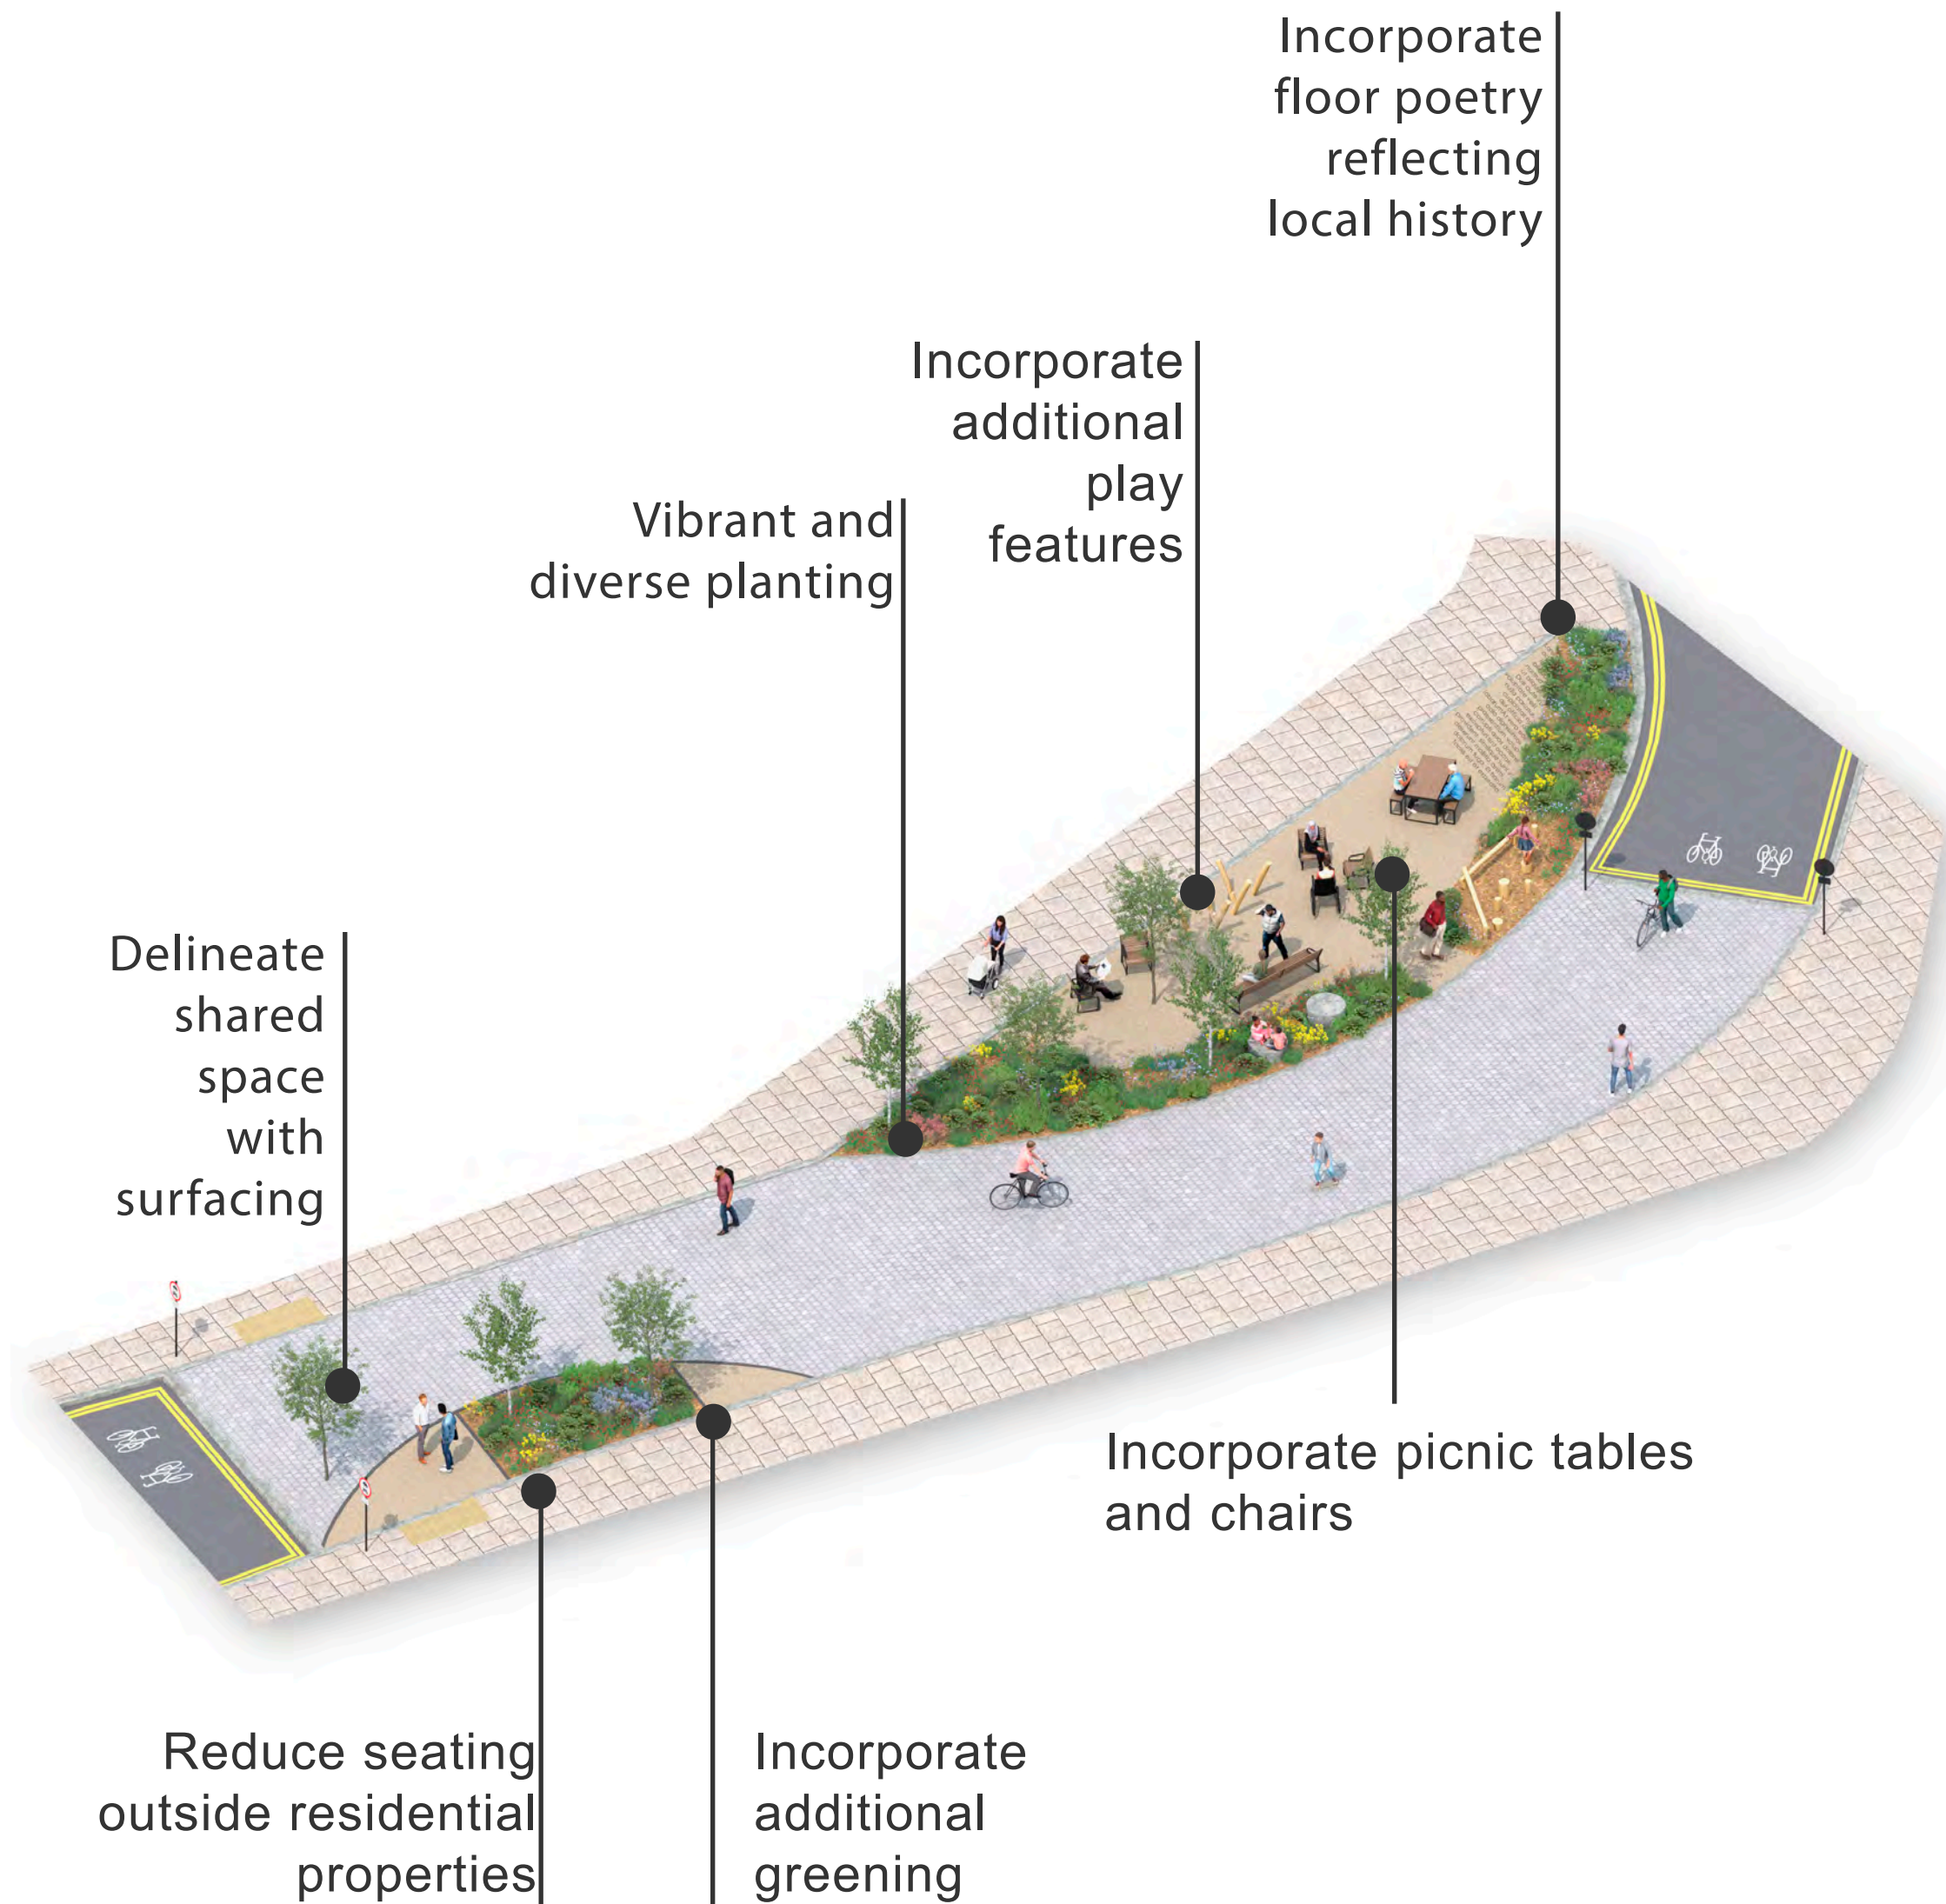 Incorporate
floor poetry
reflecting
local history
Incorporate
additional
play
features
Vibrant and
diverse planting
Delineate
shared
space
with
surfacing
Incorporate picnic tables
and chairs
Reduce seating
outside residential
properties
Incorporate
additional
greening